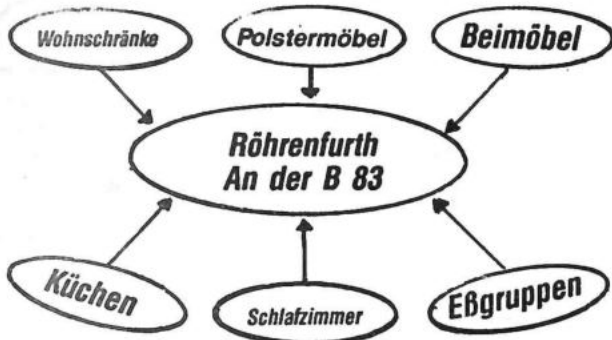 Wohnschränke
Polstermöbel
Beimöbel
Röhrenfurth
An der B 83
Küchen
Schlafzimmer
Eßgruppen